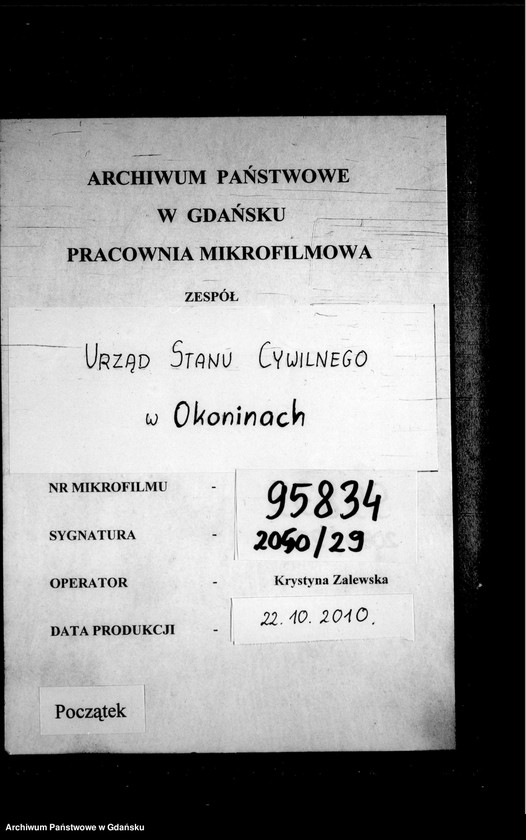 ARCHIWUM PAŃSTWOWE
W GDAŃSKU
PRACOWNIA MIKROFILMOWA
ZESPÓŁ
URZĄD STANU CYWILNEGO
w Okoninach
NR MIKROFILMU - 95834
SYGNATURA - 2050/29
OPERATOR - Krystyna Zalewska
DATA PRODUKCJI - 22.10.2010.
Początek
Archiwum Państwowe w Gdańsku